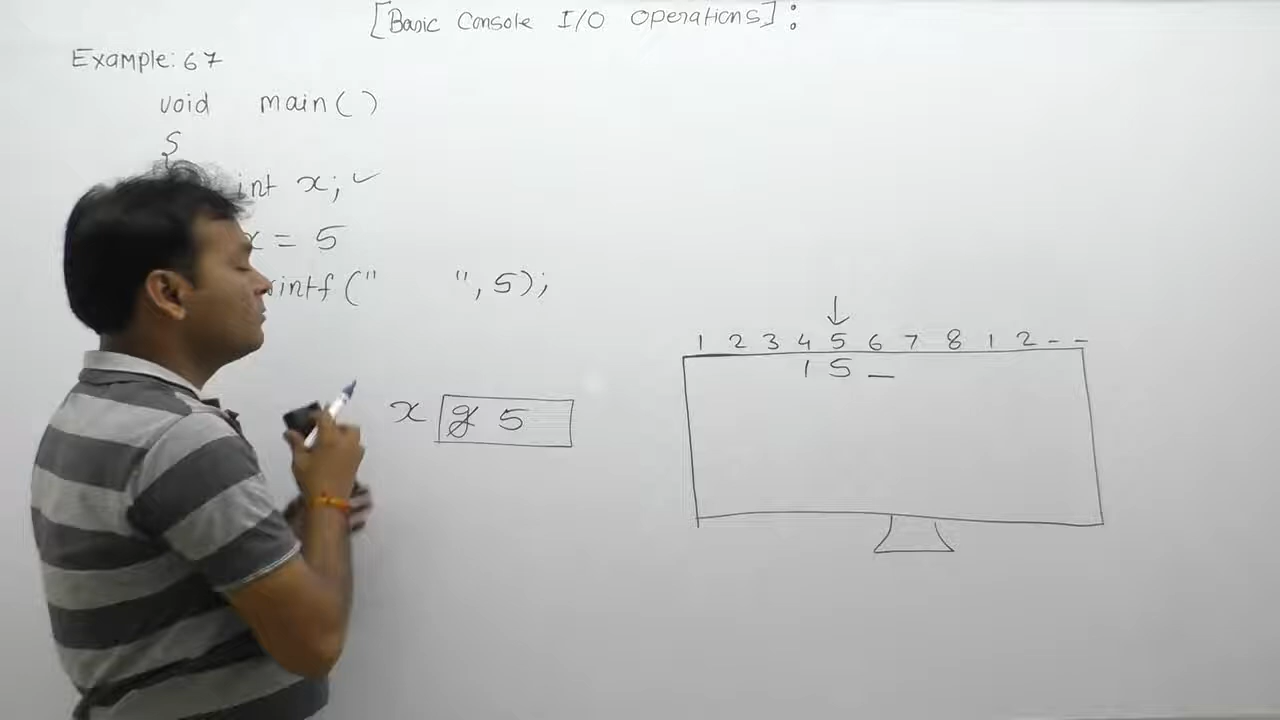 [Basic Console I/O Operations]:
Example: 67
void main()
{
int x; ✓
x = 5
rintf (" ", 5);
↓
1 2 3 4 5 6 7 8 1 2 - -
1 5 _
x 5